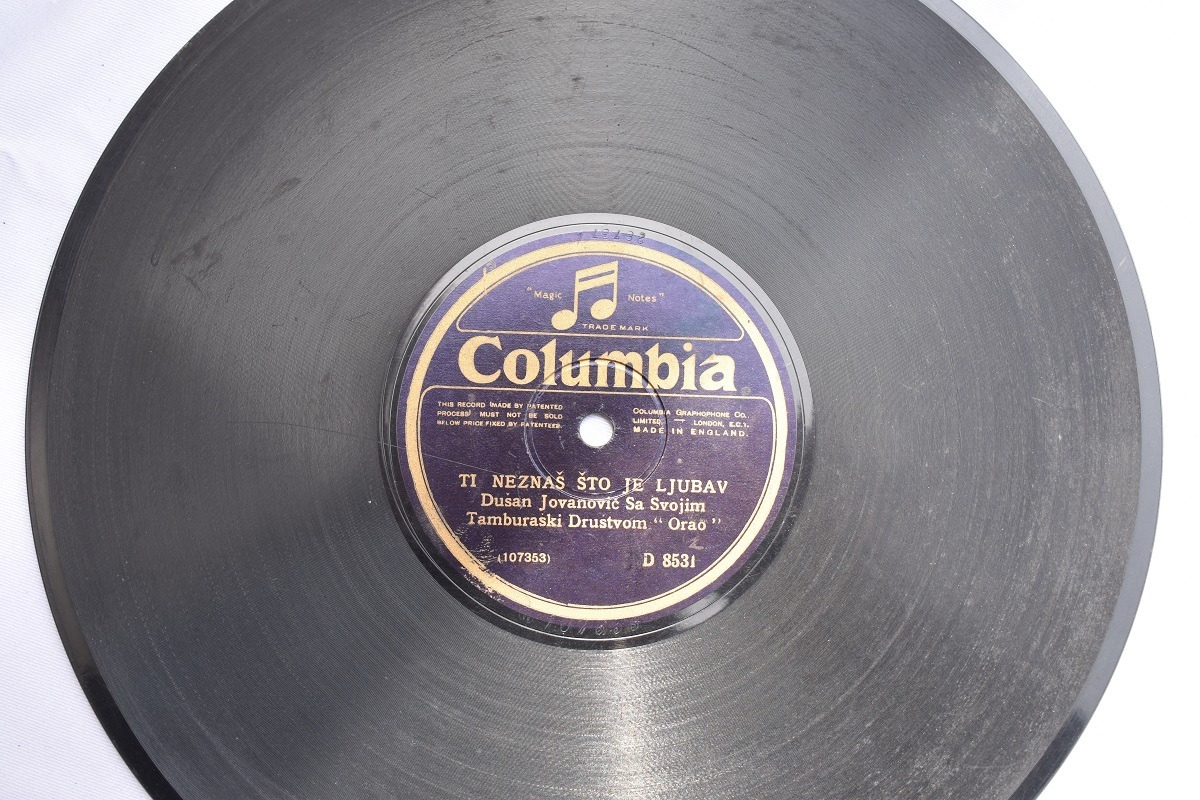 "Magic Notes"
TRADE MARK
Columbia
THIS RECORD MADE BY PATENTED
PROCESS MUST NOT BE SOLD
BELOW PRICE FIXED BY PATENTEES.
COLUMBIA GRAPHOPHONE CO.
LIMITED. — LONDON, E.C.1.
MADE IN ENGLAND.
TI NEZNAŠ ŠTO JE LJUBAV
Dušan Jovanović Sa Svojim
Tamburaski Drustvom "Orao"
(107353) D 8531